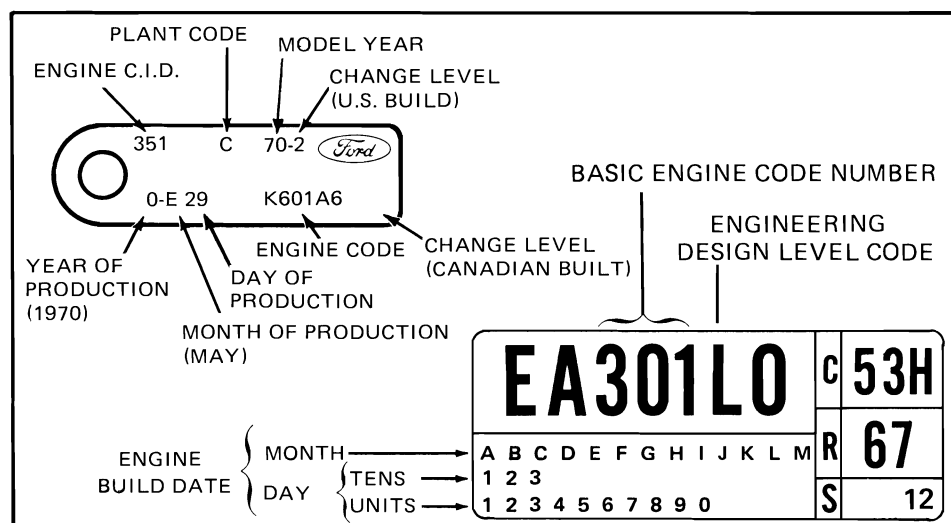 PLANT CODE
MODEL YEAR
ENGINE C.I.D.
CHANGE LEVEL
(U.S. BUILD)
351 C 70-2 Ford
0-E 29 K601A6
BASIC ENGINE CODE NUMBER
ENGINEERING
DESIGN LEVEL CODE
ENGINE CODE
CHANGE LEVEL
(CANADIAN BUILT)
YEAR OF
PRODUCTION
(1970)
DAY OF
PRODUCTION
MONTH OF PRODUCTION
(MAY)
EA301L0 C 53H
R 67
S 12
ENGINE
BUILD DATE
MONTH
DAY
TENS
UNITS
A B C D E F G H I J K L M
1 2 3
1 2 3 4 5 6 7 8 9 0